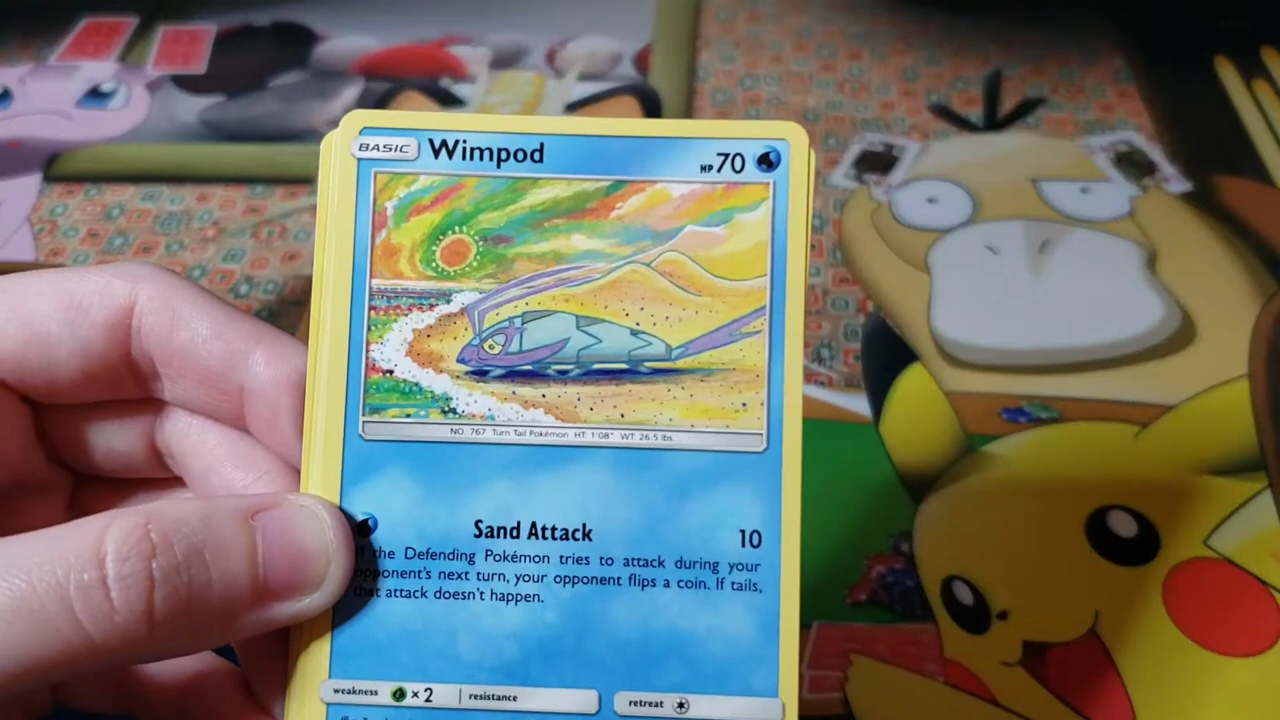 BASIC Wimpod HP 70
NO. 767 Turn Tail Pokémon HT: 1'08" WT: 26.5 lbs.
Sand Attack 10
the Defending Pokémon tries to attack during your
opponent's next turn, your opponent flips a coin. If tails,
that attack doesn't happen.
weakness ×2 resistance retreat